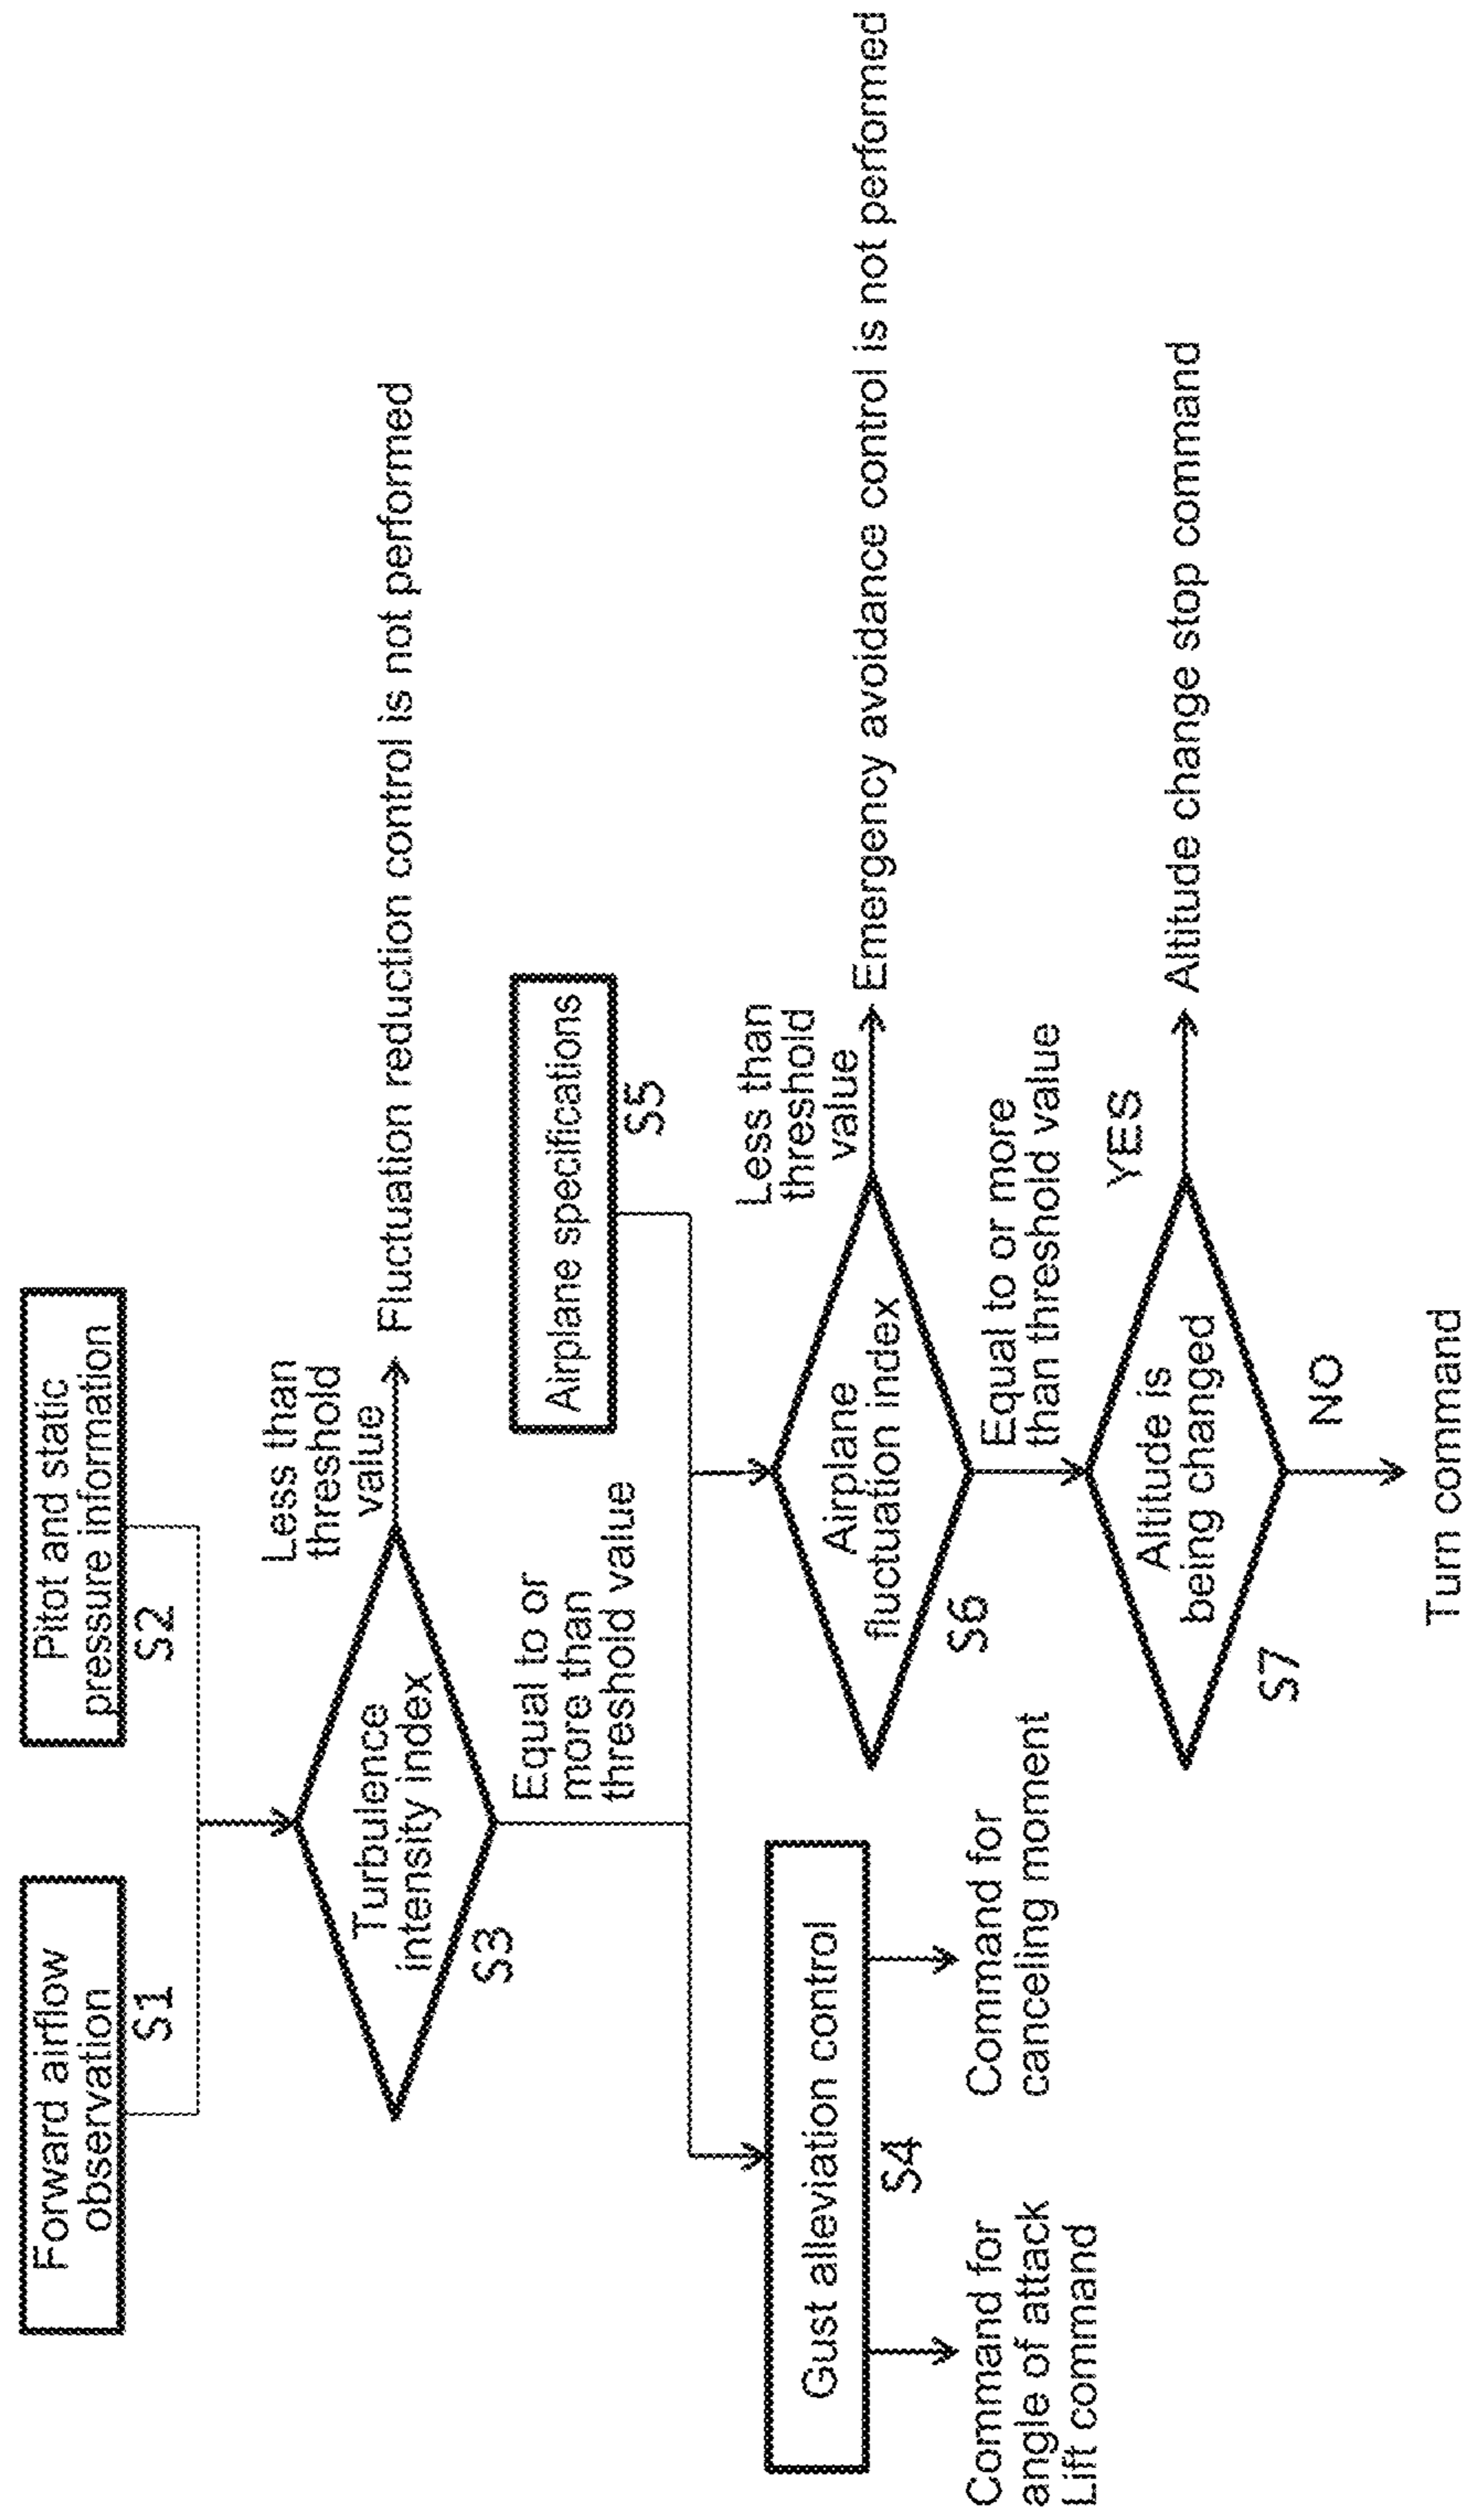 Forward airflow
observation
S1
Pitot and static
pressure information
S2
Turbulence
intensity index
S3
Less than
threshold
value
Fluctuation reduction control is not performed
Equal to or
more than
threshold value
Airplane specifications
S5
Gust alleviation control
S4
Command for
angle of attack
Lift command
Command for
canceling moment
Airplane
fluctuation index
S6
Less than
threshold
value
Emergency avoidance control is not performed
Equal to or more
than threshold value
Altitude is
being changed
S7
YES
Altitude change stop command
NO
Turn command